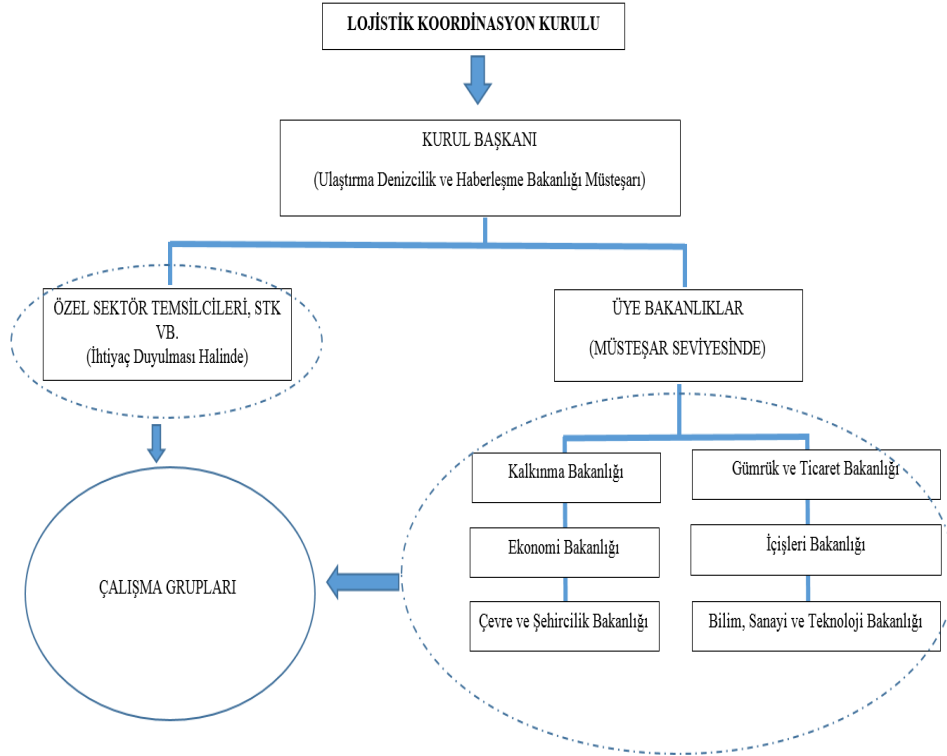 LOJİSTİK KOORDİNASYON KURULU
KURUL BAŞKANI
(Ulaştırma Denizcilik ve Haberleşme Bakanlığı Müsteşarı)
ÖZEL SEKTÖR TEMSİLCİLERİ, STK
VB.
(İhtiyaç Duyulması Halinde)
ÜYE BAKANLIKLAR
(MÜSTEŞAR SEVİYESİNDE)
Kalkınma Bakanlığı
Gümrük ve Ticaret Bakanlığı
Ekonomi Bakanlığı
İçişleri Bakanlığı
Çevre ve Şehircilik Bakanlığı
Bilim, Sanayi ve Teknoloji Bakanlığı
ÇALIŞMA GRUPLARI